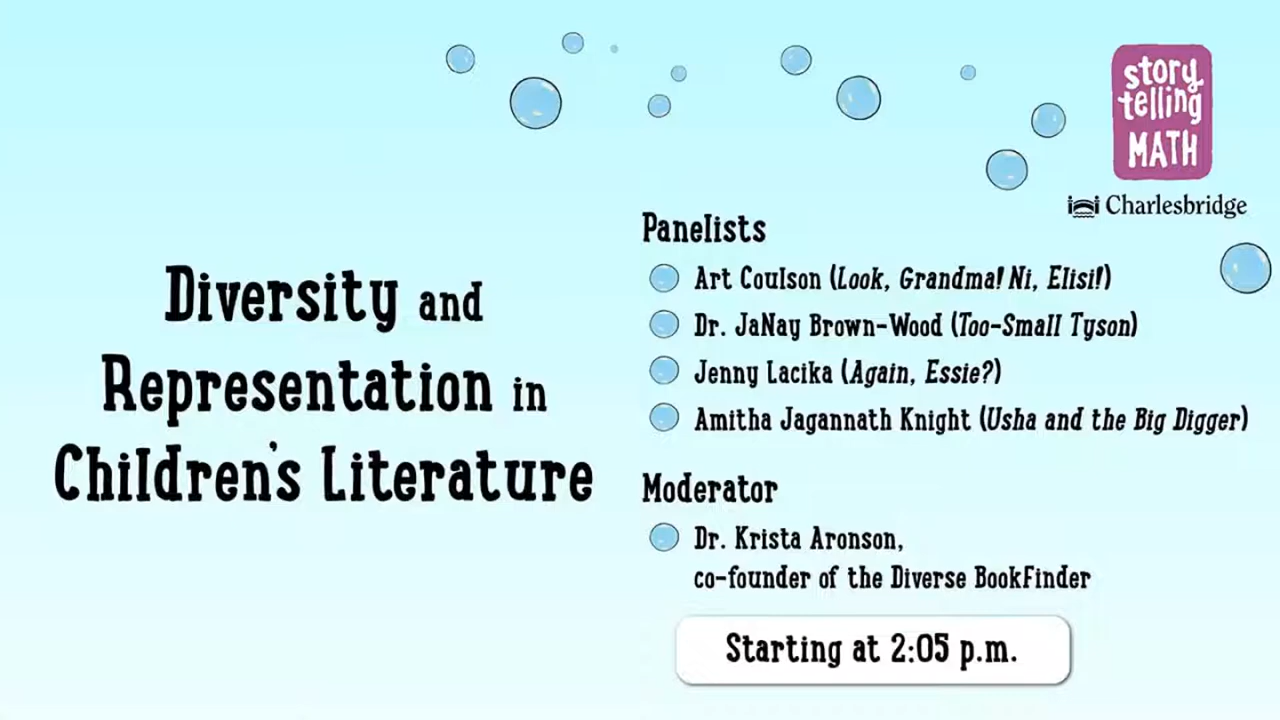 Diversity and
Representation in
Children's Literature
story
telling
MATH
Charlesbridge
Panelists
Art Coulson (Look, Grandma! Ni, Elisi!)
Dr. JaNay Brown-Wood (Too-Small Tyson)
Jenny Lacika (Again, Essie?)
Amitha Jagannath Knight (Usha and the Big Digger)
Moderator
Dr. Krista Aronson,
co-founder of the Diverse BookFinder
Starting at 2:05 p.m.